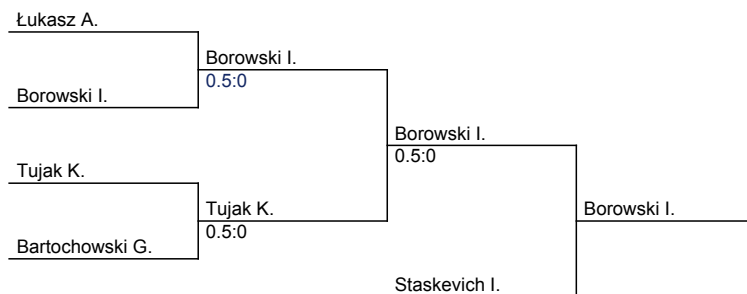 Łukasz A.
Borowski I.
0.5:0
Borowski I.
Borowski I.
0.5:0
Tujak K.
Tujak K.
0.5:0
Borowski I.
Bartochowski G.
Staskevich I.